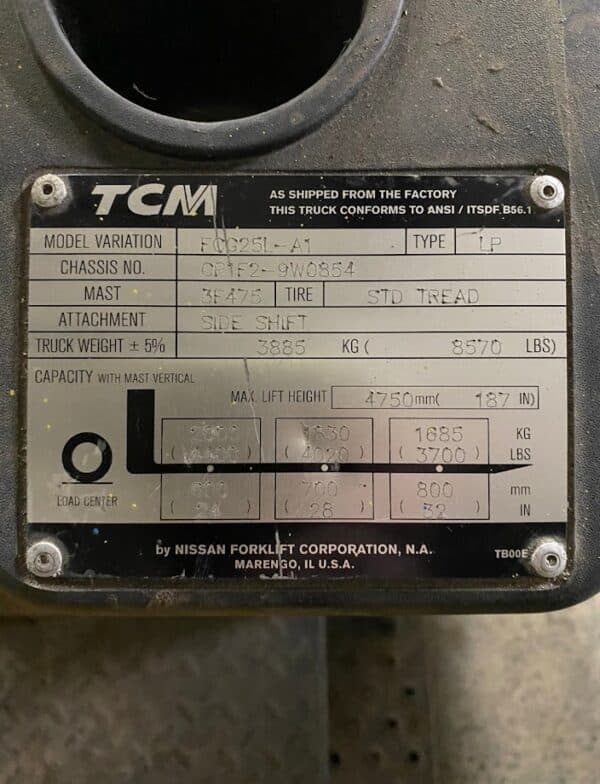 TCM
AS SHIPPED FROM THE FACTORY
THIS TRUCK CONFORMS TO ANSI / ITSDF B56.1
MODEL VARIATION FCG25L-A1 TYPE LP
CHASSIS NO. CP1F2-9W0854
MAST 3F475 TIRE STD TREAD
ATTACHMENT SIDE SHIFT
TRUCK WEIGHT ± 5% 3885 KG ( 8570 LBS)
CAPACITY WITH MAST VERTICAL
MAX. LIFT HEIGHT 4750mm( 187 IN)
1830 1685 KG
(4020) (3700) LBS
LOAD CENTER
600 700 800 mm
( 24 ) ( 28 ) ( 32 ) IN
by NISSAN FORKLIFT CORPORATION, N.A.
MARENGO, IL U.S.A.
TB00E